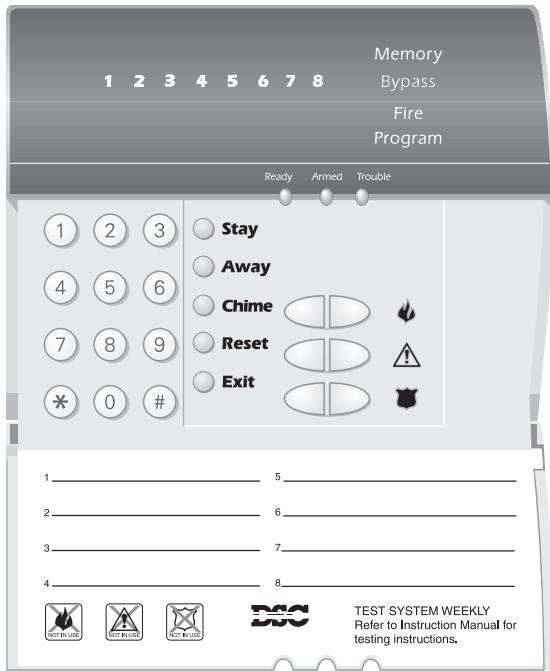 Memory
1 2 3 4 5 6 7 8 Bypass
Fire
Program
Ready Armed Trouble
1 2 3 Stay
Away
4 5 6
Chime
7 8 9 Reset
Exit
* 0 #
1 5
2 6
3 7
4 8
NOT IN USE NOT IN USE NOT IN USE
DSC
TEST SYSTEM WEEKLY
Refer to Instruction Manual for
testing instructions.